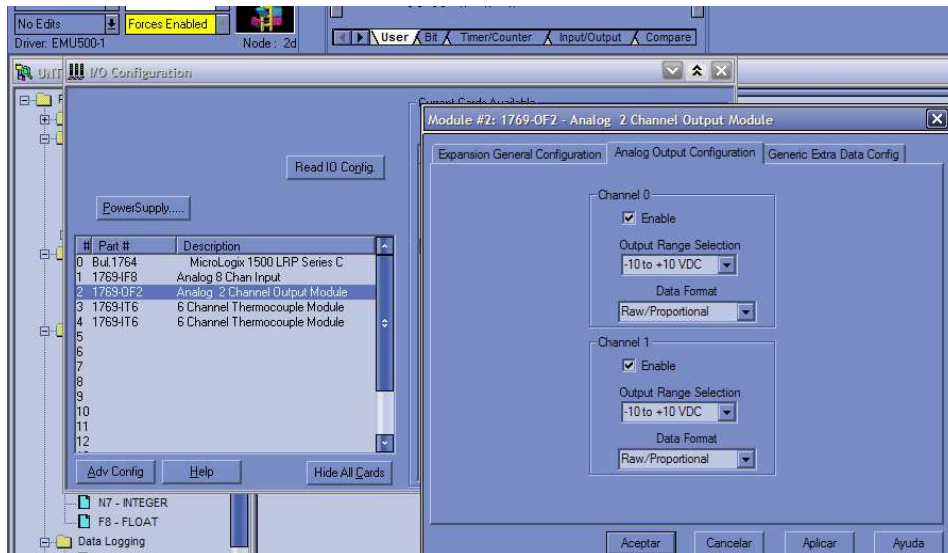 No Edits
Forces Enabled
Driver: EMU500-1
Node : 2d
User
Bit
Timer/Counter
Input/Output
Compare
I/O Configuration
Current Cards Available
Read IO Config.
PowerSupply.....
# Part # Description
0 Bul.1764 MicroLogix 1500 LRP Series C
1 1769-IF8 Analog 8 Chan Input
2 1769-OF2 Analog 2 Channel Output Module
3 1769-IT6 6 Channel Thermocouple Module
4 1769-IT6 6 Channel Thermocouple Module
5
6
7
8
9
10
11
12
Adv Config
Help
Hide All Cards
N7 - INTEGER
F8 - FLOAT
Data Logging
Module #2: 1769-OF2 - Analog 2 Channel Output Module
Expansion General Configuration
Analog Output Configuration
Generic Extra Data Config
Channel 0
Enable
Output Range Selection
-10 to +10 VDC
Data Format
Raw/Proportional
Channel 1
Enable
Output Range Selection
-10 to +10 VDC
Data Format
Raw/Proportional
Aceptar
Cancelar
Aplicar
Ayuda